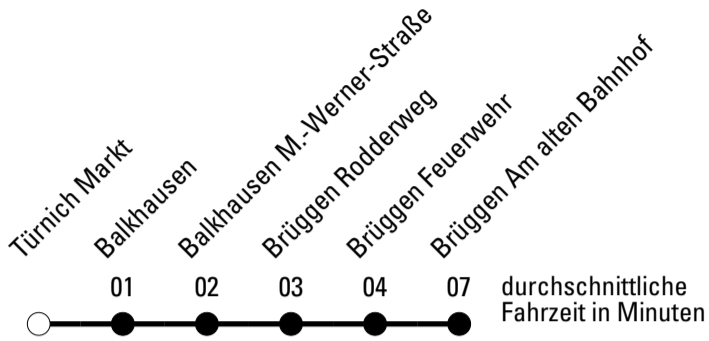 Türnich Markt
Balkhausen
Balkhausen M.-Werner-Straße
Brüggen Rodderweg
Brüggen Feuerwehr
Brüggen Am alten Bahnhof
01 02 03 04 07
durchschnittliche
Fahrzeit in Minuten